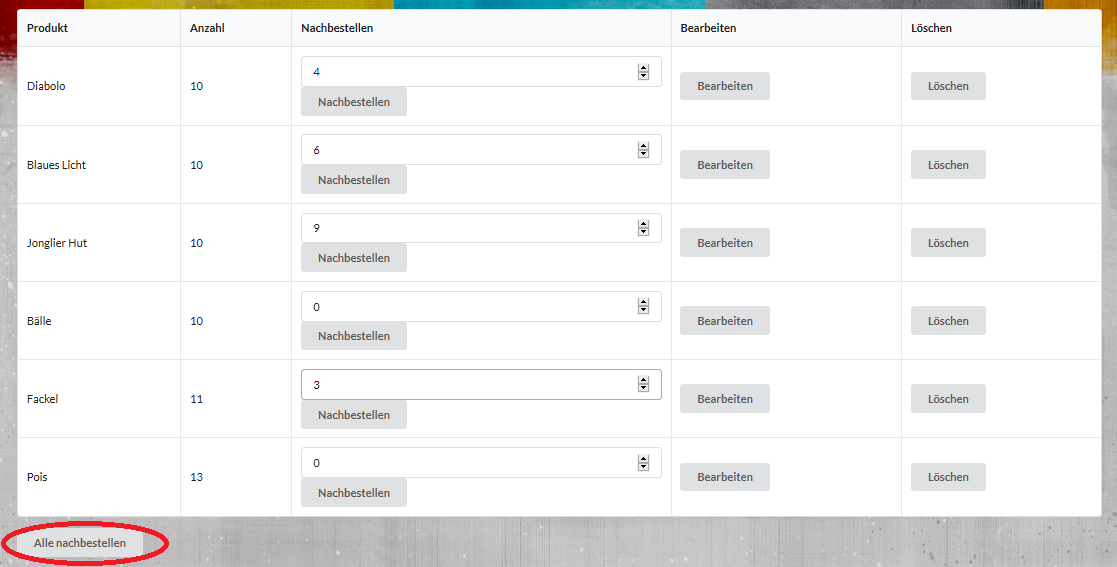 Produkt Anzahl Nachbestellen Bearbeiten Löschen
4
Diabolo 10 Bearbeiten Löschen
Nachbestellen
6
Blaues Licht 10 Bearbeiten Löschen
Nachbestellen
9
Jonglier Hut 10 Bearbeiten Löschen
Nachbestellen
0
Bälle 10 Bearbeiten Löschen
Nachbestellen
3
Fackel 11 Bearbeiten Löschen
Nachbestellen
0
Pois 13 Bearbeiten Löschen
Nachbestellen
Alle nachbestellen